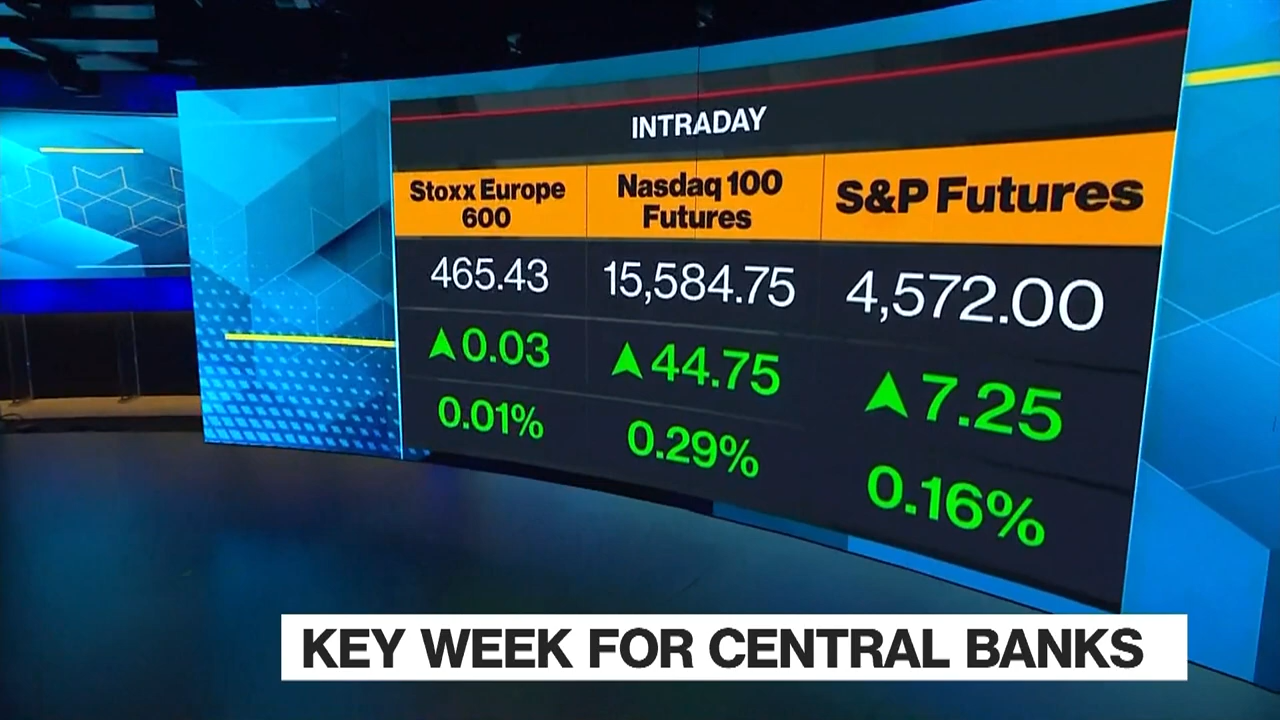 INTRADAY
Stoxx Europe 600
Nasdaq 100 Futures
S&P Futures
465.43
15,584.75
4,572.00
▲0.03
▲44.75
▲7.25
0.01%
0.29%
0.16%
KEY WEEK FOR CENTRAL BANKS